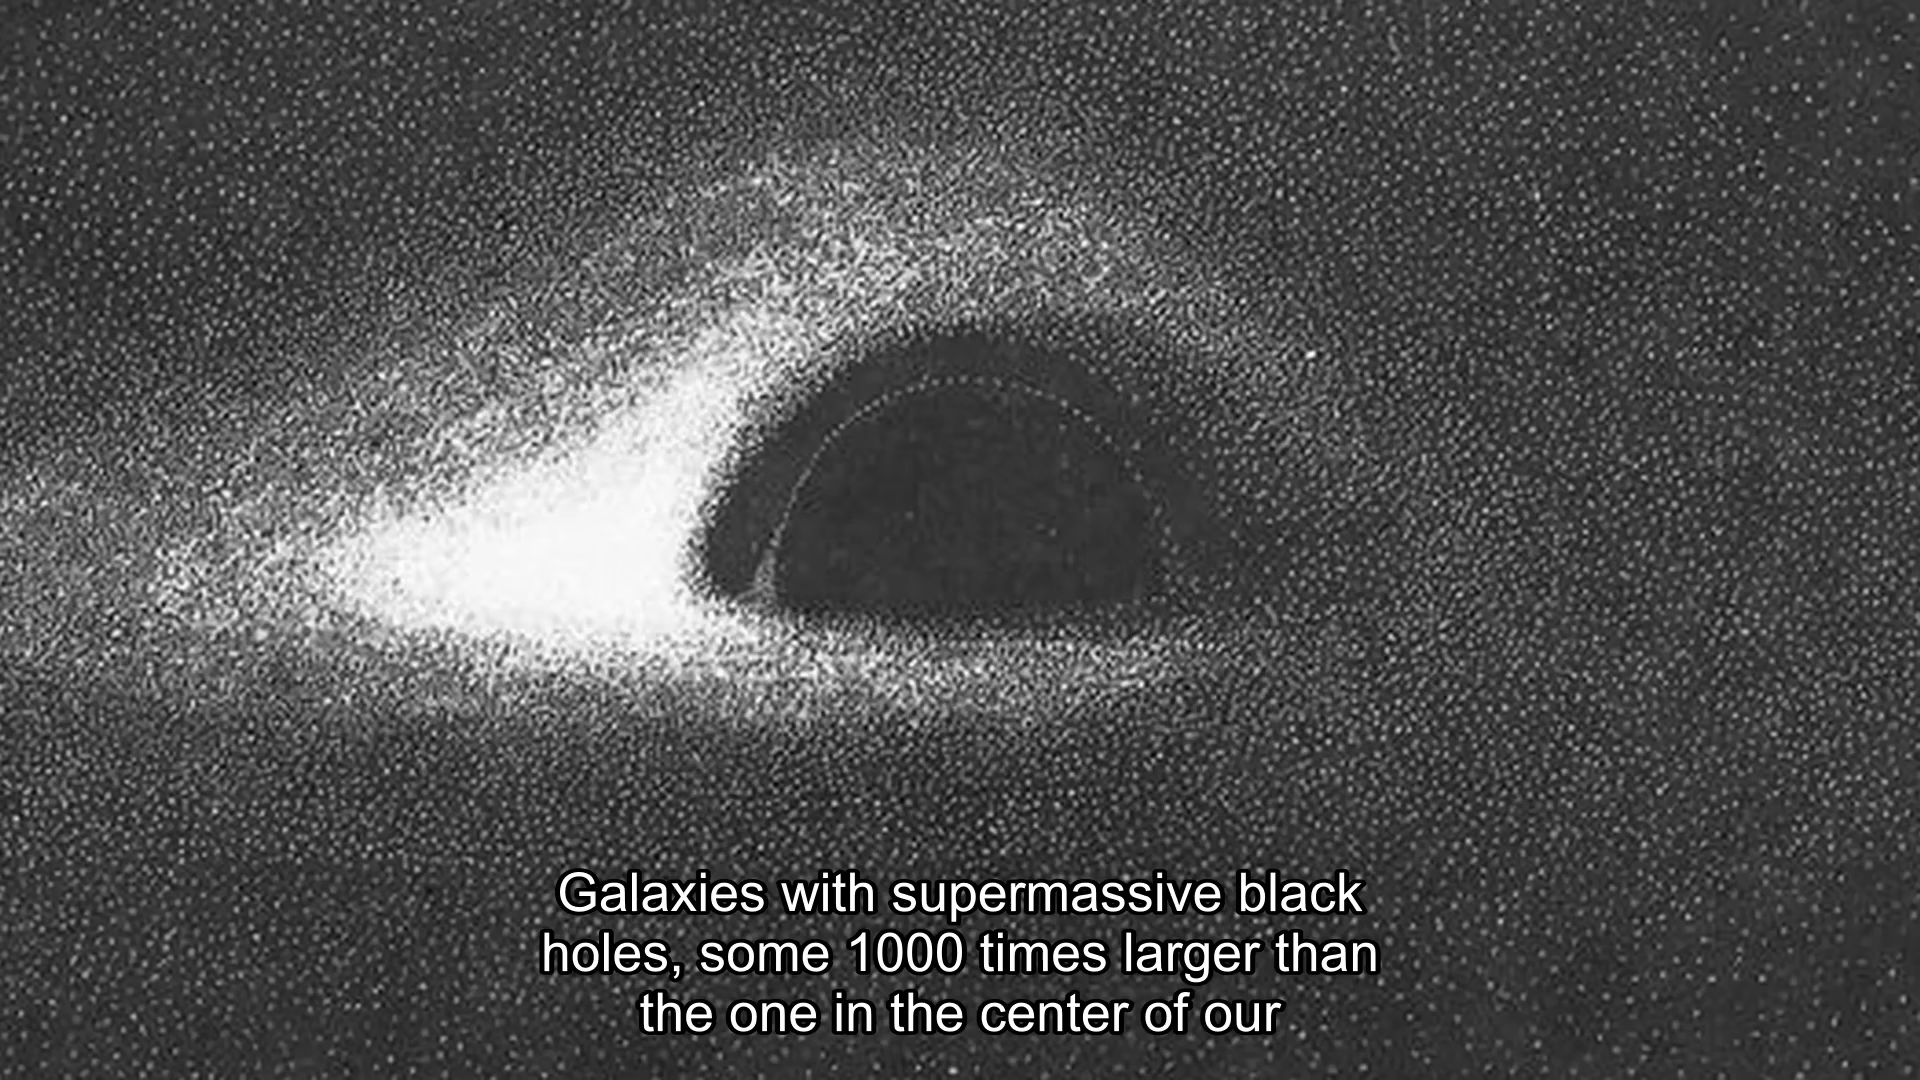 Galaxies with supermassive black
holes, some 1000 times larger than
the one in the center of our